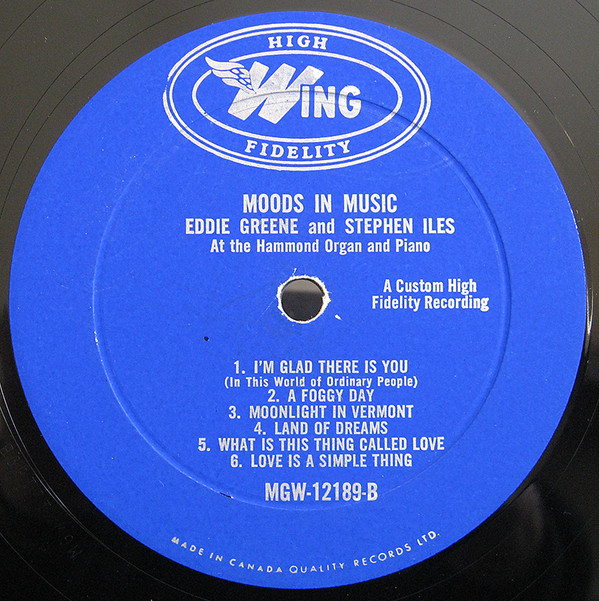 HIGH
WING
FIDELITY
MOODS IN MUSIC
EDDIE GREENE and STEPHEN ILES
At the Hammond Organ and Piano
A Custom High
Fidelity Recording
1. I'M GLAD THERE IS YOU
(In This World of Ordinary People)
2. A FOGGY DAY
3. MOONLIGHT IN VERMONT
4. LAND OF DREAMS
5. WHAT IS THIS THING CALLED LOVE
6. LOVE IS A SIMPLE THING
MGW-12189-B
MADE IN CANADA QUALITY RECORDS LTD.